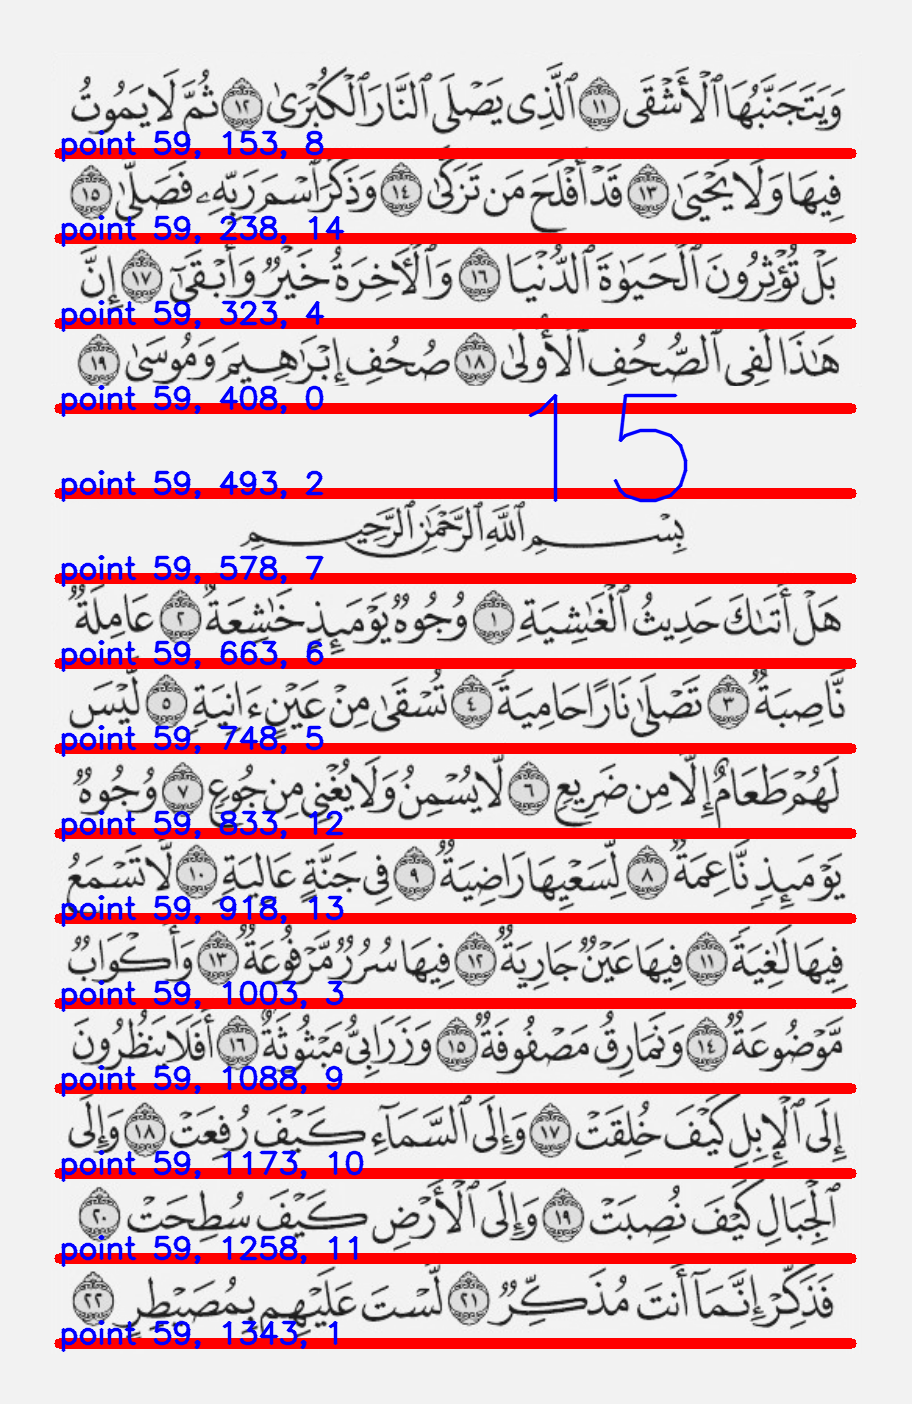 وَيَتَجَنَّبُهَا ٱلْأَشْقَى ١١ ٱلَّذِى يَصْلَى ٱلنَّارَ ٱلْكُبْرَىٰ ١٢ ثُمَّ لَا يَمُوتُ
point 59, 153, 8
فِيهَا وَلَا يَحْيَىٰ ١٣ قَدْ أَفْلَحَ مَن تَزَكَّىٰ ١٤ وَذَكَرَ ٱسْمَ رَبِّهِۦ فَصَلَّىٰ ١٥
point 59, 238, 14
بَلْ تُؤْثِرُونَ ٱلْحَيَوٰةَ ٱلدُّنْيَا ١٦ وَٱلْأَخِرَةُ خَيْرٌ وَأَبْقَىٰٓ ١٧ إِنَّ
point 59, 323, 4
هَٰذَا لَفِى ٱلصُّحُفِ ٱلْأُولَىٰ ١٨ صُحُفِ إِبْرَٰهِيمَ وَمُوسَىٰ ١٩
point 59, 408, 0
15
point 59, 493, 2
بِسْمِ ٱللَّهِ ٱلرَّحْمَٰنِ ٱلرَّحِيمِ
point 59, 578, 7
هَلْ أَتَىٰكَ حَدِيثُ ٱلْغَٰشِيَةِ ١ وُجُوهٌ يَوْمَئِذٍ خَٰشِعَةٌ ٢ عَامِلَةٌ
point 59, 663, 6
نَّاصِبَةٌ ٣ تَصْلَىٰ نَارًا حَامِيَةً ٤ تُسْقَىٰ مِنْ عَيْنٍ ءَانِيَةٍ ٥ لَّيْسَ
point 59, 748, 5
لَهُمْ طَعَامٌ إِلَّا مِن ضَرِيعٍ ٦ لَّا يُسْمِنُ وَلَا يُغْنِى مِن جُوعٍ ٧ وُجُوهٌ
point 59, 833, 12
يَوْمَئِذٍ نَّاعِمَةٌ ٨ لِّسَعْيِهَا رَاضِيَةٌ ٩ فِى جَنَّةٍ عَالِيَةٍ ١٠ لَّا تَسْمَعُ
point 59, 918, 13
فِيهَا لَٰغِيَةً ١١ فِيهَا عَيْنٌ جَارِيَةٌ ١٢ فِيهَا سُرُرٌ مَّرْفُوعَةٌ ١٣ وَأَكْوَابٌ
point 59, 1003, 3
مَّوْضُوعَةٌ ١٤ وَنَمَارِقُ مَصْفُوفَةٌ ١٥ وَزَرَابِىُّ مَبْثُوثَةٌ ١٦ أَفَلَا يَنظُرُونَ
point 59, 1088, 9
إِلَى ٱلْإِبِلِ كَيْفَ خُلِقَتْ ١٧ وَإِلَى ٱلسَّمَآءِ كَيْفَ رُفِعَتْ ١٨ وَإِلَى
point 59, 1173, 10
ٱلْجِبَالِ كَيْفَ نُصِبَتْ ١٩ وَإِلَى ٱلْأَرْضِ كَيْفَ سُطِحَتْ ٢٠
point 59, 1258, 11
فَذَكِّرْ إِنَّمَآ أَنتَ مُذَكِّرٌ ٢١ لَّسْتَ عَلَيْهِم بِمُصَيْطِرٍ ٢٢
point 59, 1343, 1